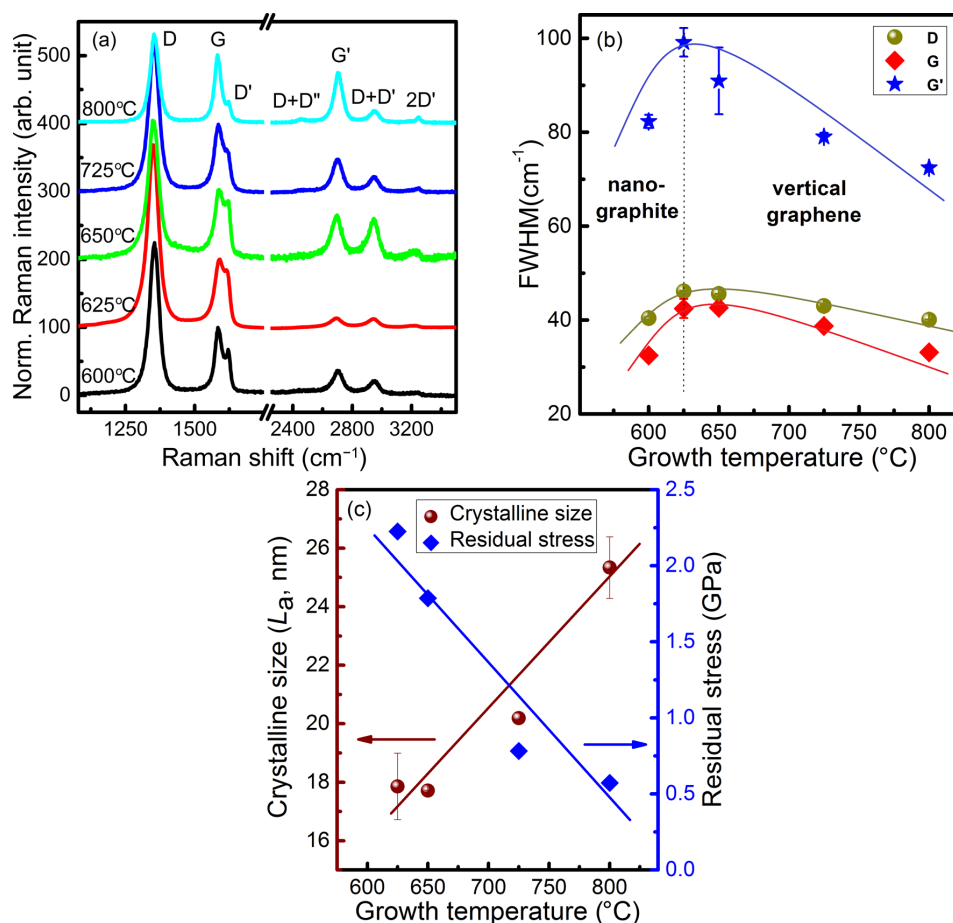 (a)
D
G
D'
G'
D+D"
D+D'
2D'
800°C
725°C
650°C
625°C
600°C
500
400
300
200
100
0
Norm. Raman intensity (arb. unit)
1250 1500 2400 2800 3200
Raman shift (cm⁻¹)
(b)
D
G
G'
nano-
graphite
vertical
graphene
100
80
60
40
20
FWHM(cm⁻¹)
600 650 700 750 800
Growth temperature (°C)
(c)
Crystalline size
Residual stress
28
26
24
22
20
18
16
Crystalline size (Lₐ, nm)
2.5
2.0
1.5
1.0
0.5
0.0
Residual stress (GPa)
600 650 700 750 800
Growth temperature (°C)